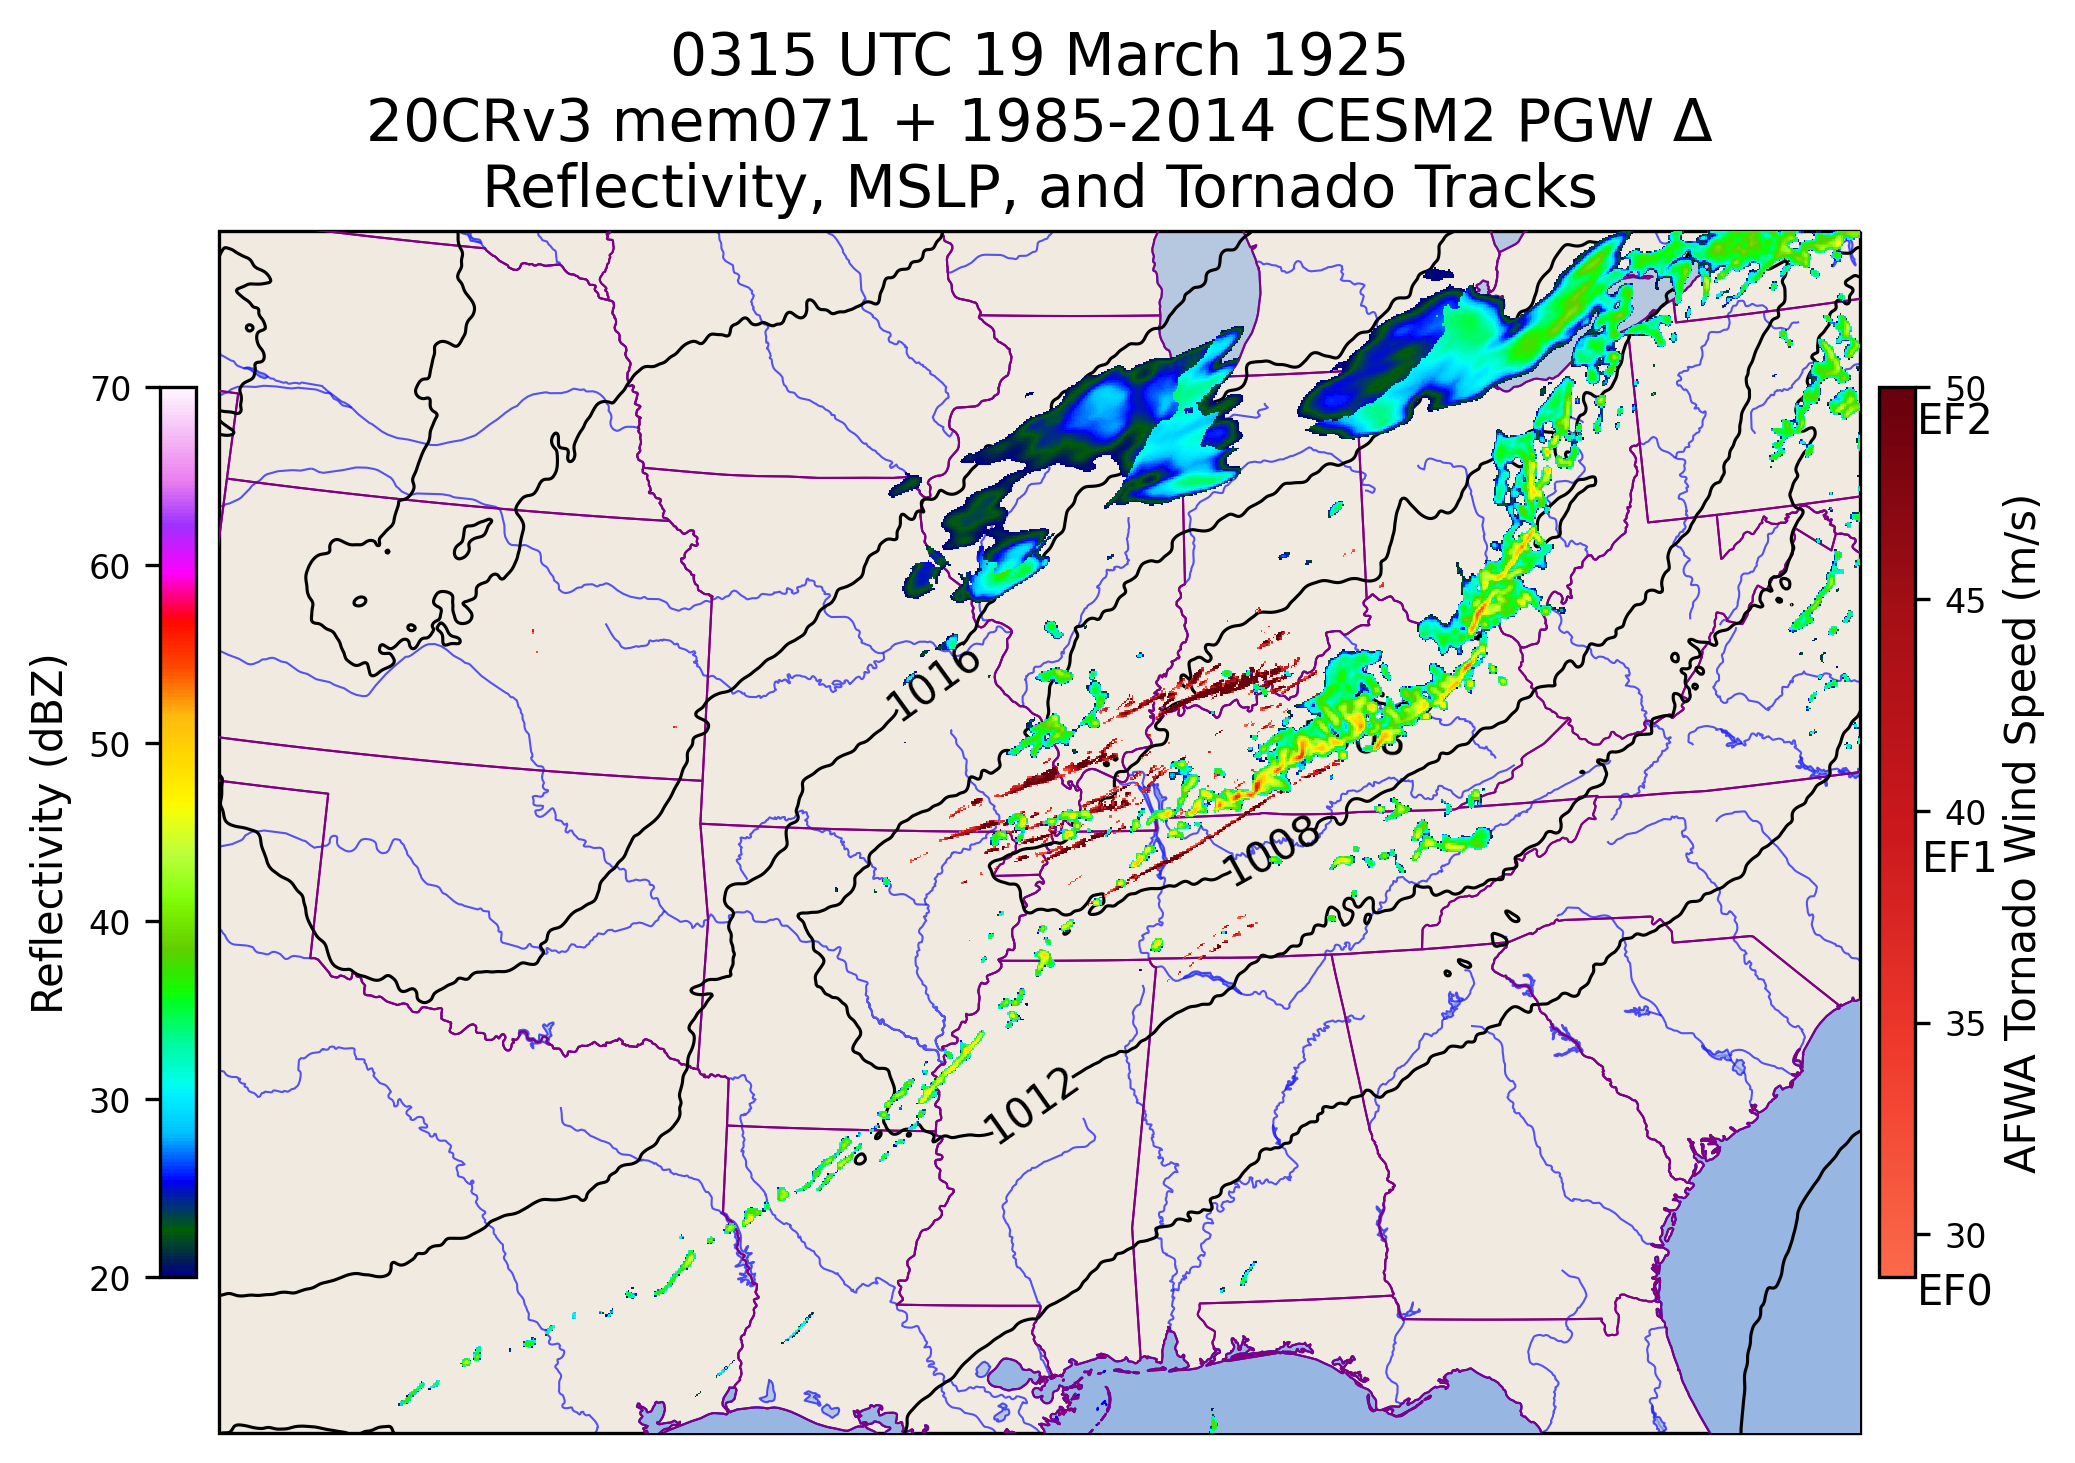 0315 UTC 19 March 1925
20CRv3 mem071 + 1985-2014 CESM2 PGW Δ
Reflectivity, MSLP, and Tornado Tracks
Reflectivity (dBZ)
70
60
50
40
30
20
1016
1008
1012
50
EF2
45
40
EF1
35
30
EF0
AFWA Tornado Wind Speed (m/s)